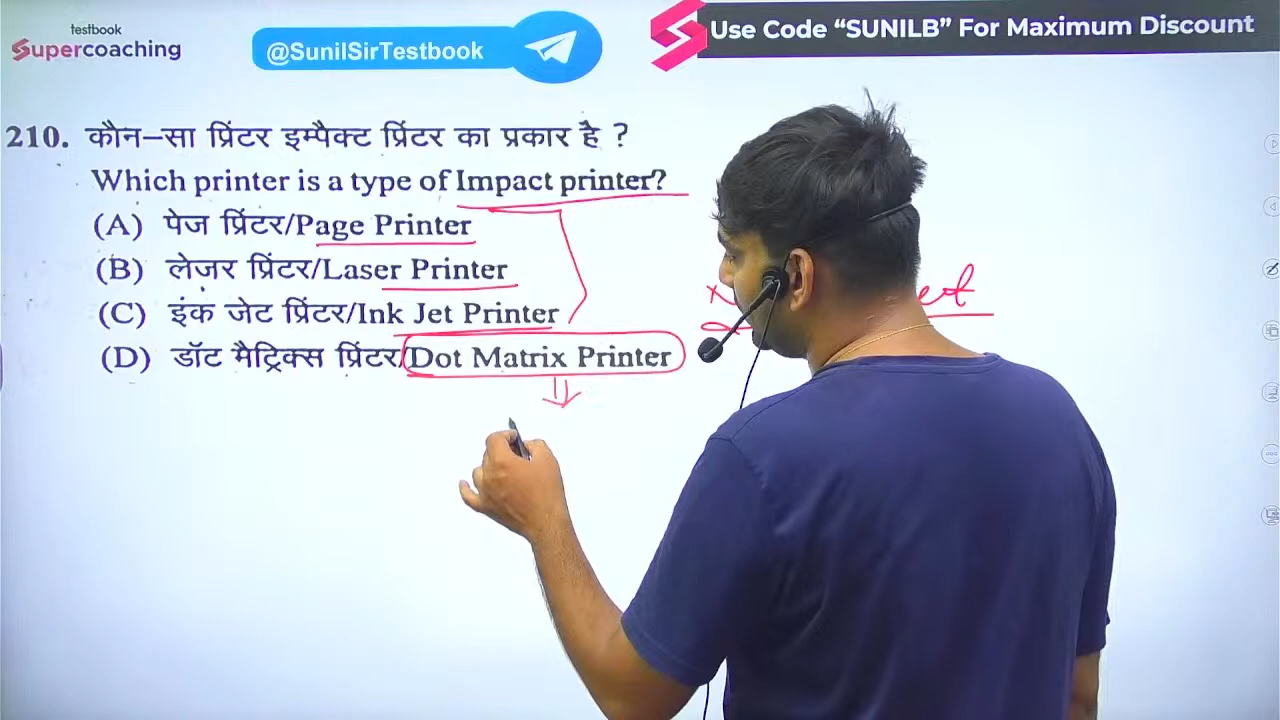 testbook
Supercoaching
@SunilSirTestbook
Use Code “SUNILB” For Maximum Discount
210. कौन-सा प्रिंटर इम्पैक्ट प्रिंटर का प्रकार है ?
Which printer is a type of Impact printer?
(A) पेज प्रिंटर/Page Printer
(B) लेज़र प्रिंटर/Laser Printer
(C) इंक जेट प्रिंटर/Ink Jet Printer
(D) डॉट मैट्रिक्स प्रिंटर/Dot Matrix Printer